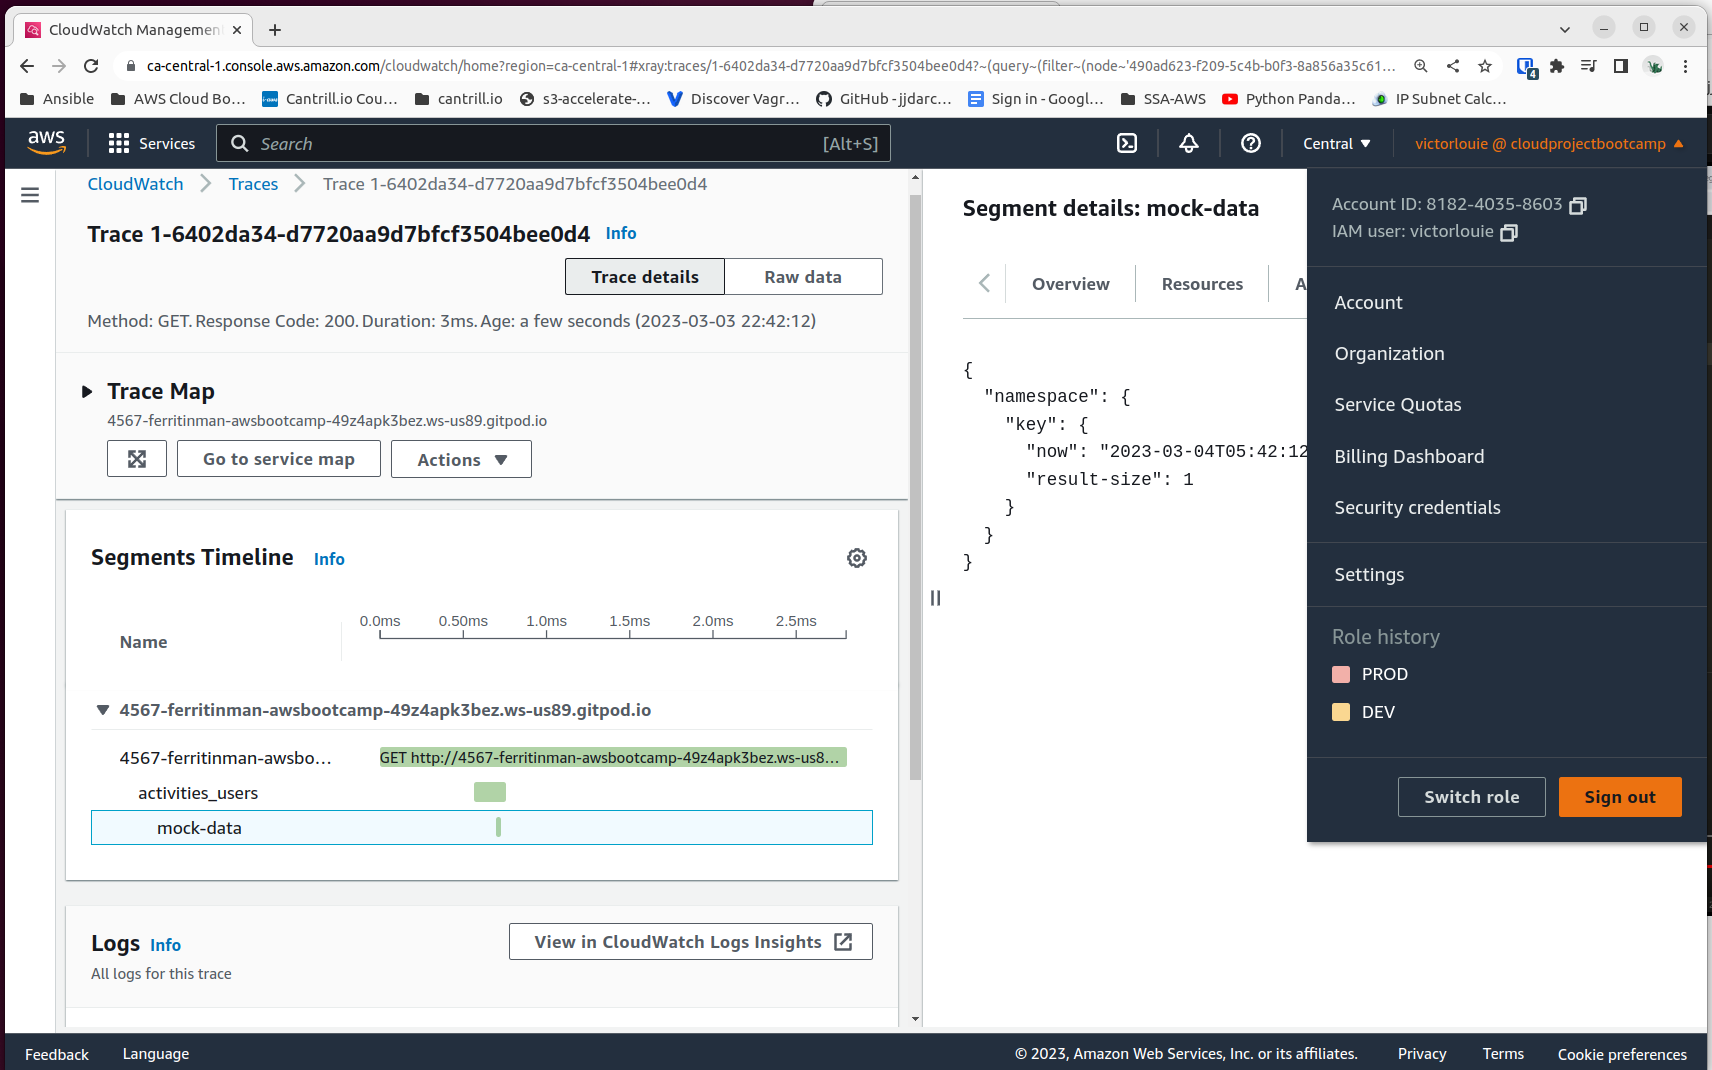 CloudWatch Managemen
ca-central-1.console.aws.amazon.com/cloudwatch/home?region=ca-central-1#xray:traces/1-6402da34-d7720aa9d7bfcf3504bee0d4?~(query~(filter~(node~'490ad623-f209-5c4b-b0f3-8a856a35c61...
4
Ansible
AWS Cloud Bo...
Cantrill.io Cou...
cantrill.io
s3-accelerate-...
Discover Vagr...
GitHub - jjdarc...
Sign in - Googl...
SSA-AWS
Python Panda...
IP Subnet Calc...
aws
Services
Search
[Alt+S]
Central
victorlouie @ cloudprojectbootcamp
CloudWatch
Traces
Trace 1-6402da34-d7720aa9d7bfcf3504bee0d4
Trace 1-6402da34-d7720aa9d7bfcf3504bee0d4 Info
Trace details
Raw data
Method: GET. Response Code: 200. Duration: 3ms. Age: a few seconds (2023-03-03 22:42:12)
Trace Map
4567-ferritinman-awsbootcamp-49z4apk3bez.ws-us89.gitpod.io
Go to service map
Actions
Segments Timeline Info
Name
0.0ms 0.50ms 1.0ms 1.5ms 2.0ms 2.5ms
4567-ferritinman-awsbootcamp-49z4apk3bez.ws-us89.gitpod.io
4567-ferritinman-awsbo...
GET http://4567-ferritinman-awsbootcamp-49z4apk3bez.ws-us8...
activities_users
mock-data
Logs Info
All logs for this trace
View in CloudWatch Logs Insights
Segment details: mock-data
Overview
Resources
A
{
"namespace": {
"key": {
"now": "2023-03-04T05:42:12
"result-size": 1
}
}
}
Account ID: 8182-4035-8603
IAM user: victorlouie
Account
Organization
Service Quotas
Billing Dashboard
Security credentials
Settings
Role history
PROD
DEV
Switch role
Sign out
Feedback
Language
© 2023, Amazon Web Services, Inc. or its affiliates.
Privacy
Terms
Cookie preferences